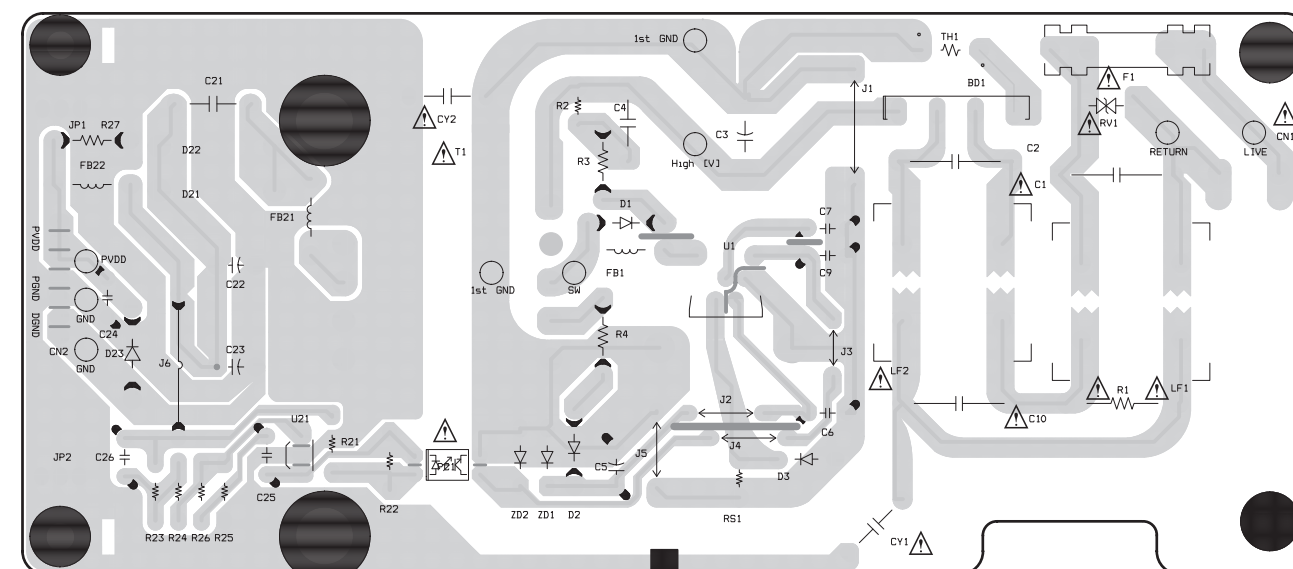 1st GND
TH1
J1
BD1
F1
C21
C4
R2
CY2
C3
RV1
CN1
JP1
R27
C2
D22
T1
R3
High [V]
RETURN
LIVE
FB22
C1
D21
D1
C7
FB21
PVDD
U1
PVDD
FB1
C9
C22
1st GND
SW
PGND
GND
C24
DGND
R4
CN2
D23
C23
J6
J3
GND
LF2
R1
LF1
J2
U21
C10
R21
J4
C6
JP2
C26
J5
P21
C5
D3
C25
R22
ZD2
ZD1
D2
RS1
R23
R24
R26
R25
CY1